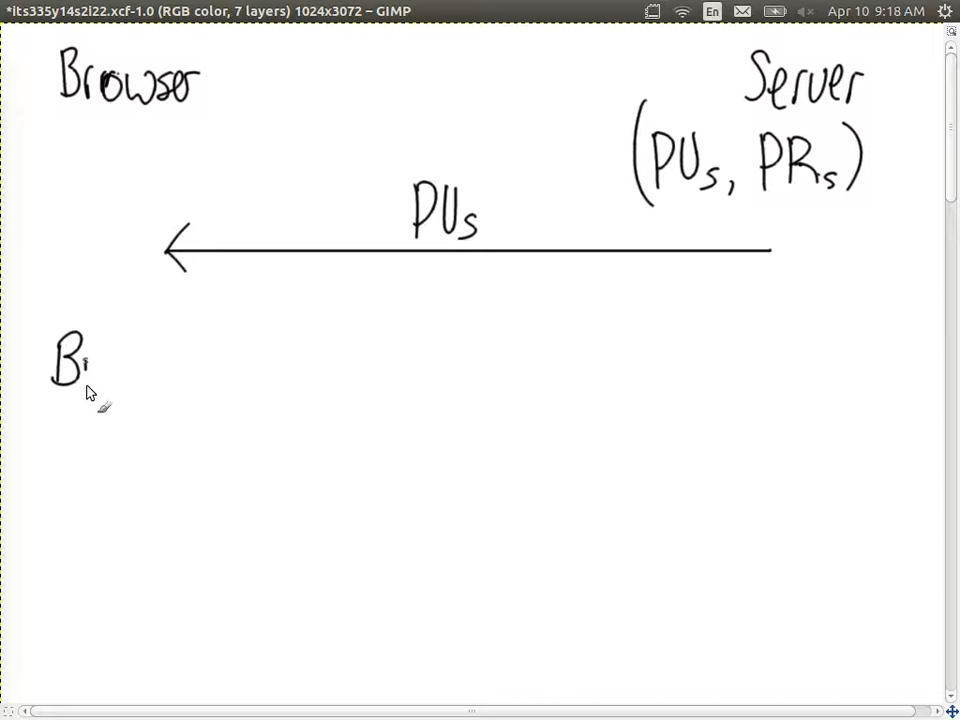 *its335y14s2i22.xcf-1.0 (RGB color, 7 layers) 1024x3072 – GIMP
En
Apr 10 9:18 AM
Browser
Server
(PUs, PRs)
PUs